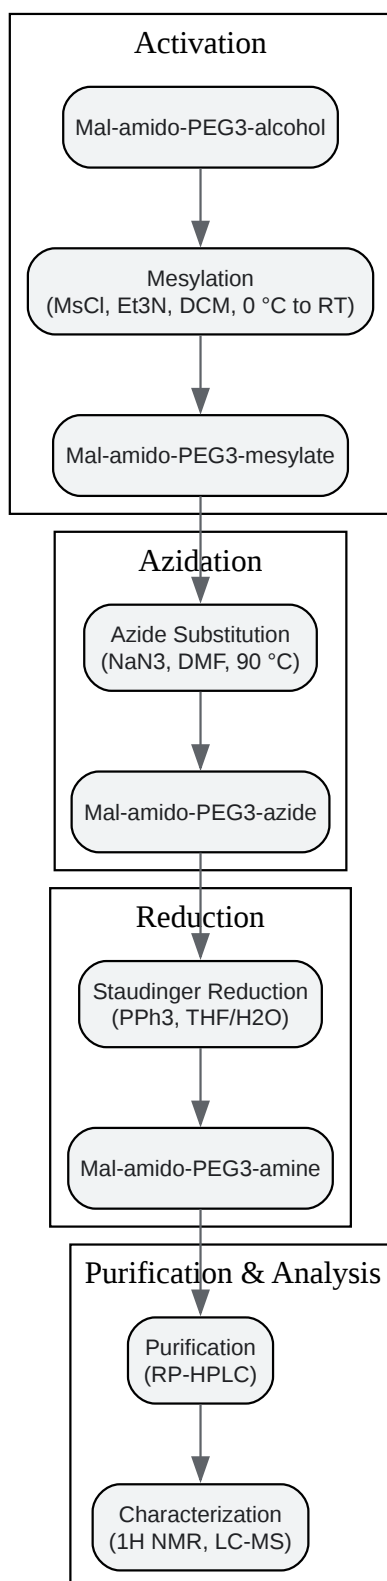 Activation
Mal-amido-PEG3-alcohol
Mesylation
(MsCl, Et3N, DCM, 0 °C to RT)
Mal-amido-PEG3-mesylate
Azidation
Azide Substitution
(NaN3, DMF, 90 °C)
Mal-amido-PEG3-azide
Reduction
Staudinger Reduction
(PPh3, THF/H2O)
Mal-amido-PEG3-amine
Purification & Analysis
Purification
(RP-HPLC)
Characterization
(1H NMR, LC-MS)